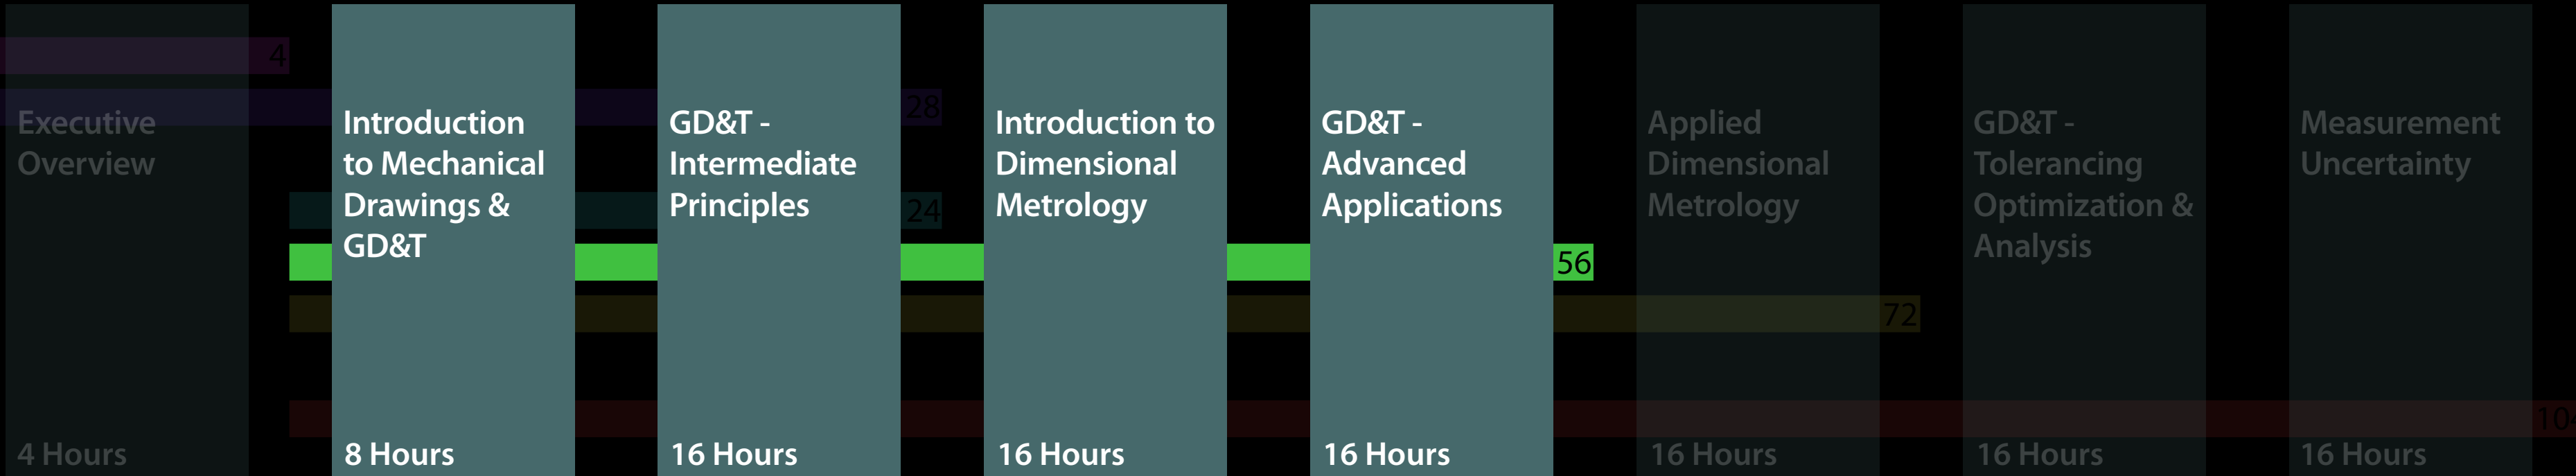 4
28
24
56
72
104
Executive
Overview
4 Hours
Introduction
to Mechanical
Drawings &
GD&T
8 Hours
GD&T -
Intermediate
Principles
16 Hours
Introduction to
Dimensional
Metrology
16 Hours
GD&T -
Advanced
Applications
16 Hours
Applied
Dimensional
Metrology
16 Hours
GD&T -
Tolerancing
Optimization &
Analysis
16 Hours
Measurement
Uncertainty
16 Hours